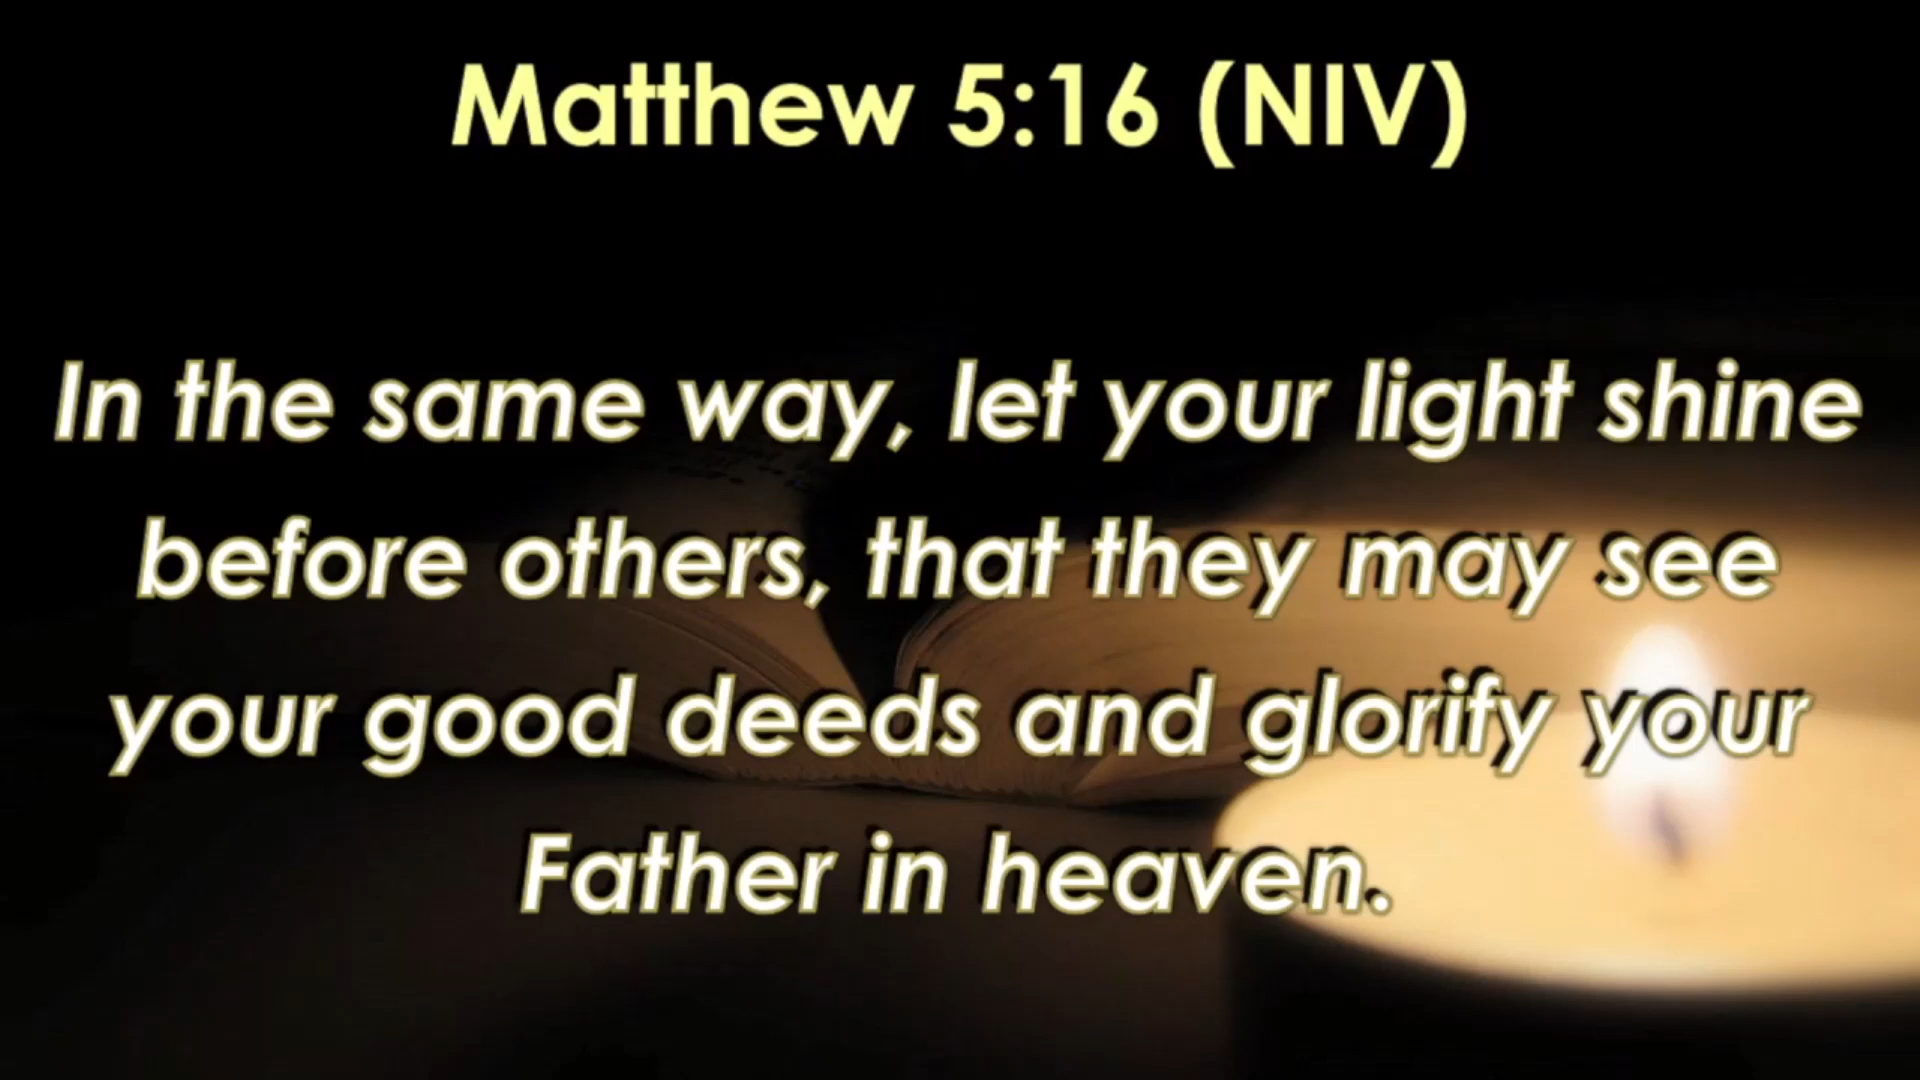 Matthew 5:16 (NIV)
In the same way, let your light shine
before others, that they may see
your good deeds and glorify your
Father in heaven.